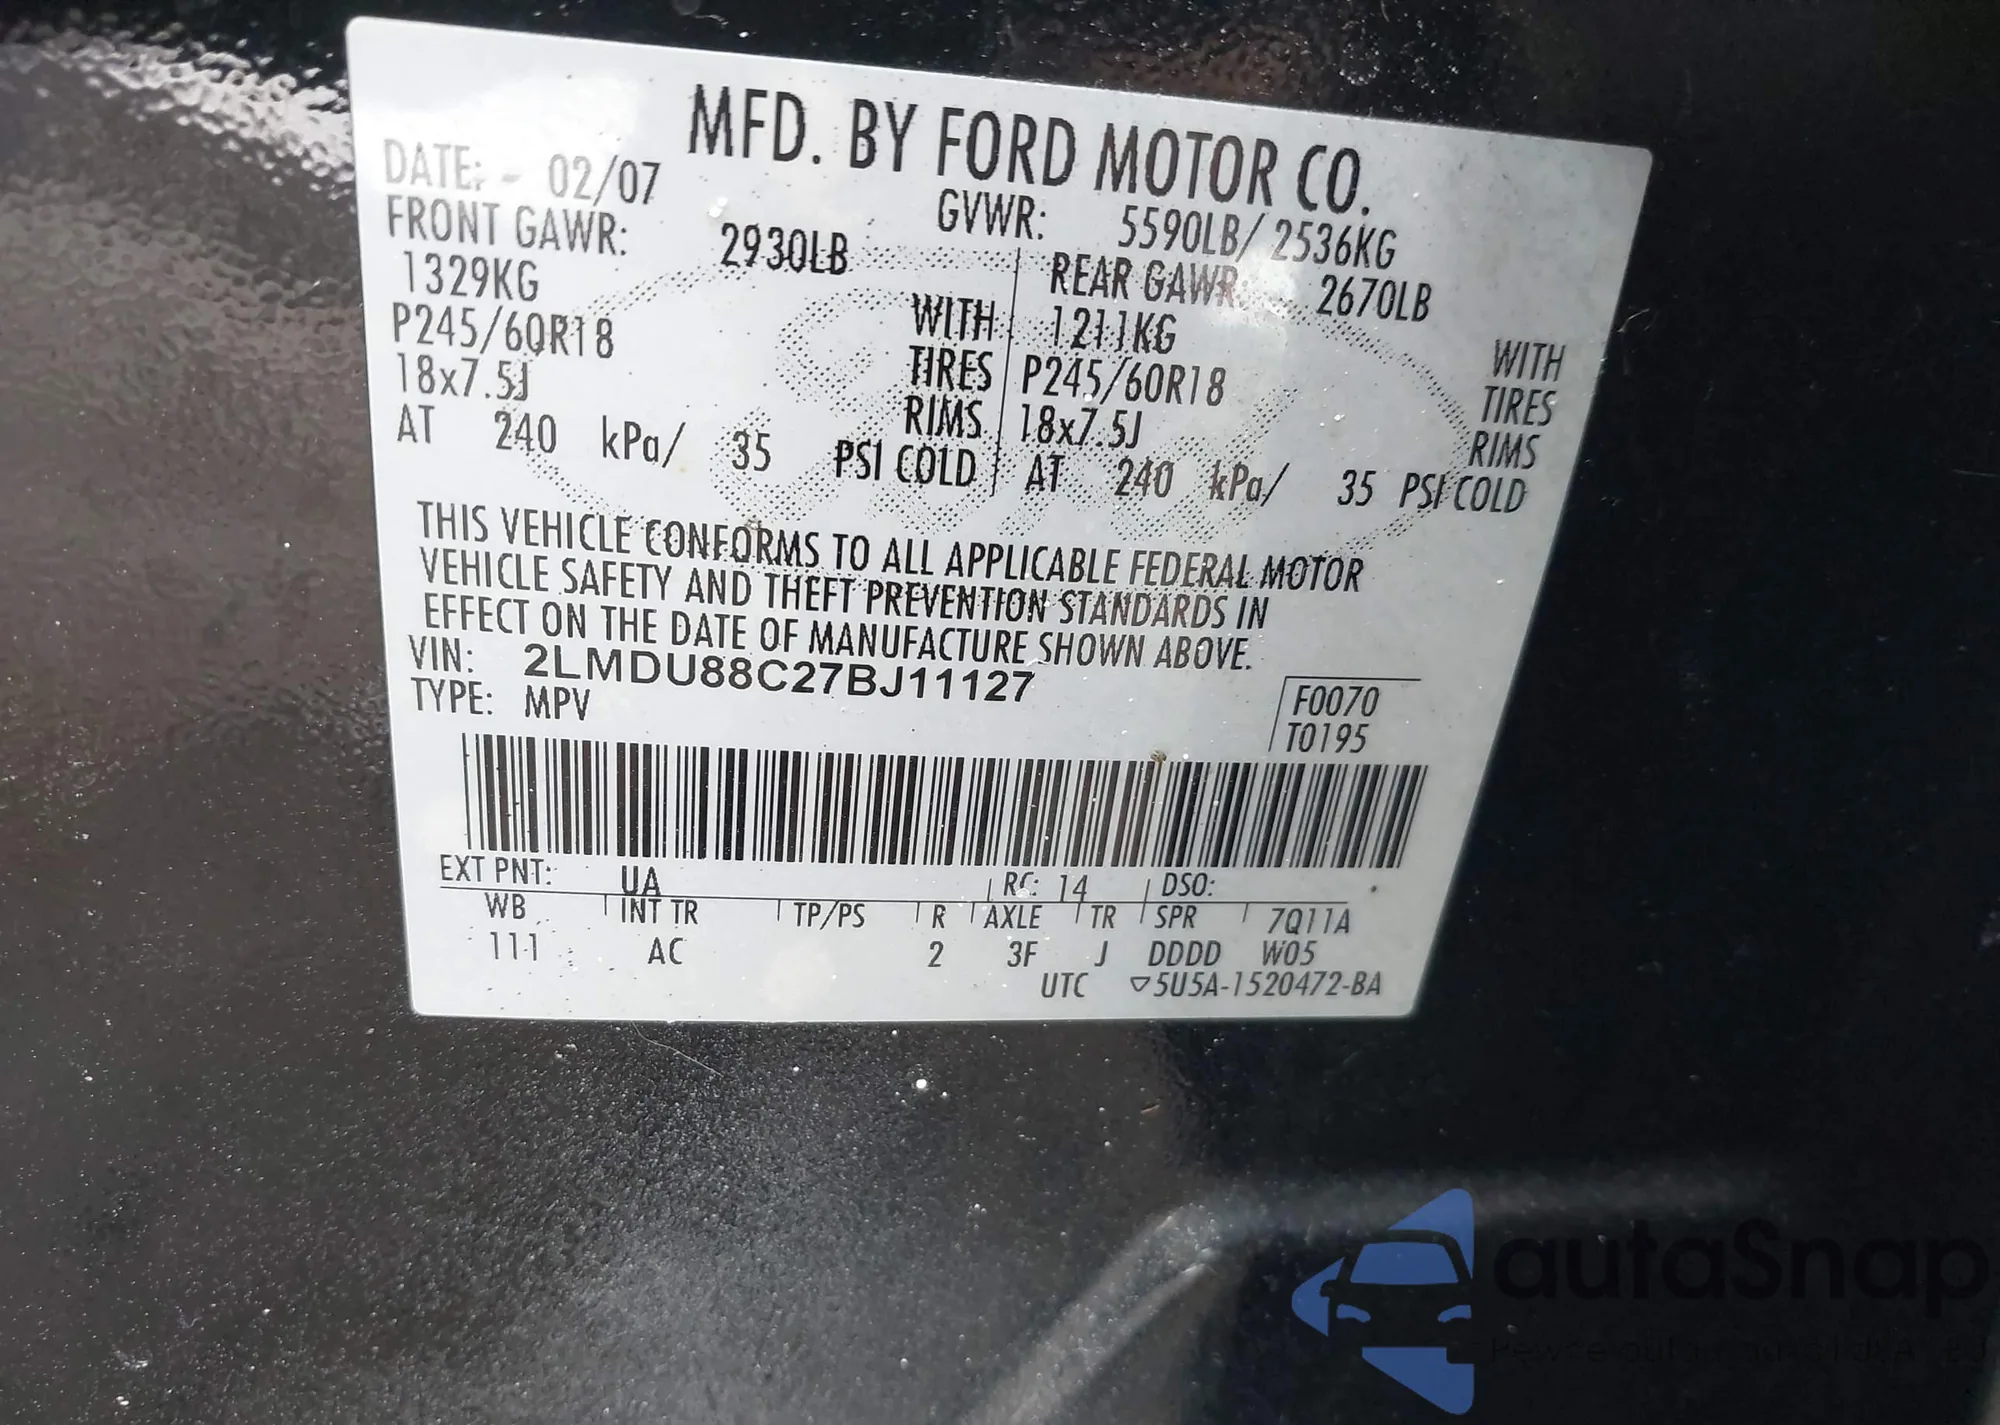 MFD. BY FORD MOTOR CO.
DATE: - 02/07
GVWR: 5590LB/ 2536KG
FRONT GAWR: 2930LB
1329KG WITH
P245/60R18 TIRES
18x7.5J RIMS
AT 240 kPa/ 35 PSI COLD
REAR GAWR: 2670LB
1211KG WITH
P245/60R18 TIRES
18x7.5J RIMS
AT 240 kPa/ 35 PSI COLD
THIS VEHICLE CONFORMS TO ALL APPLICABLE FEDERAL MOTOR
VEHICLE SAFETY AND THEFT PREVENTION STANDARDS IN
EFFECT ON THE DATE OF MANUFACTURE SHOWN ABOVE.
VIN: 2LMDU88C27BJ11127
TYPE: MPV
F0070
T0195
EXT PNT: UA RC: 14 DSO:
WB INT TR TP/PS R AXLE TR SPR 7Q11A
111 AC 2 3F J DDDD W05
UTC ▽5U5A-1520472-BA
autaSnap